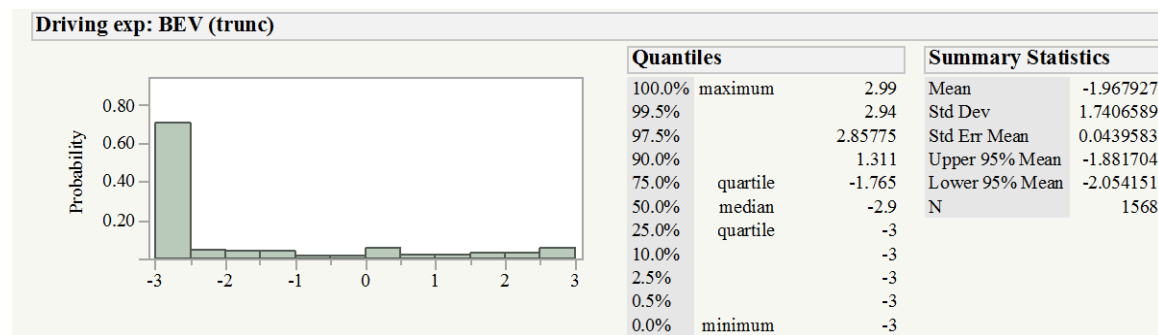 Driving exp: BEV (trunc)
Probability
0.80
0.60
0.40
0.20
-3 -2 -1 0 1 2 3
Quantiles
100.0% maximum 2.99
99.5% 2.94
97.5% 2.85775
90.0% 1.311
75.0% quartile -1.765
50.0% median -2.9
25.0% quartile -3
10.0% -3
2.5% -3
0.5% -3
0.0% minimum -3
Summary Statistics
Mean -1.967927
Std Dev 1.7406589
Std Err Mean 0.0439583
Upper 95% Mean -1.881704
Lower 95% Mean -2.054151
N 1568